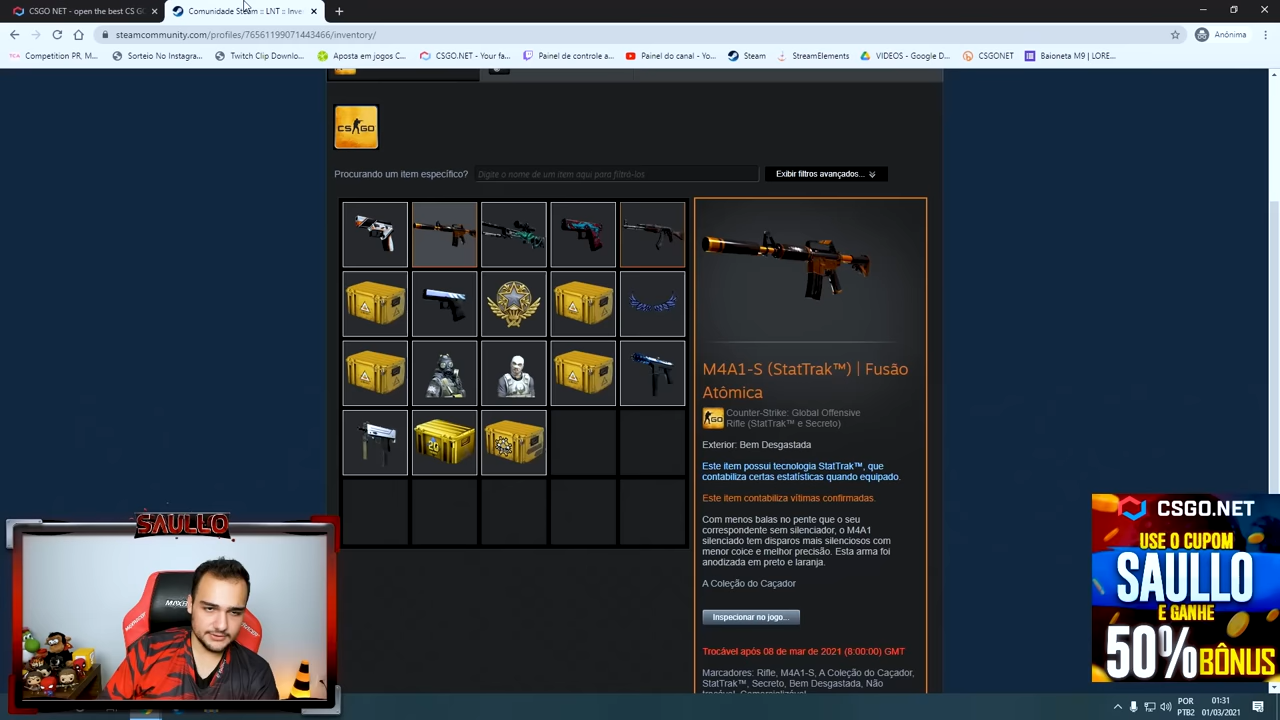 CSGO.NET - open the best CS GO
Comunidade Steam :: LNT :: Inve
steamcommunity.com/profiles/76561199071443466/inventory/
Anônima
Competition PR, M...
Sorteio No Instagra...
Twitch Clip Downlo...
Aposta em jogos C...
CSGO.NET - Your fa...
Painel de controle a...
Painel do canal - Yo...
Steam
StreamElements
VIDEOS - Google D...
CSGONET
Baioneta M9 | LORE...
CS GO
Procurando um item específico?
Digite o nome de um item aqui para filtrá-los
Exibir filtros avançados...
M4A1-S (StatTrak™) | Fusão
Atômica
Counter-Strike: Global Offensive
Rifle (StatTrak™ e Secreto)
Exterior: Bem Desgastada
Este item possui tecnologia StatTrak™, que
contabiliza certas estatísticas quando equipado.
Este item contabiliza vítimas confirmadas.
Com menos balas no pente que o seu
correspondente sem silenciador, o M4A1
silenciado tem disparos mais silenciosos com
menor coice e melhor precisão. Esta arma foi
anodizada em preto e laranja.
A Coleção do Caçador
Inspecionar no jogo...
Trocável após 08 de mar de 2021 (8:00:00) GMT
Marcadores: Rifle, M4A1-S, A Coleção do Caçador,
StatTrak™, Secreto, Bem Desgastada, Não
SAULLO
CSGO.NET
USE O CUPOM
SAULLO
E GANHE
50% BÔNUS
POR
PTB2
01:31
01/03/2021